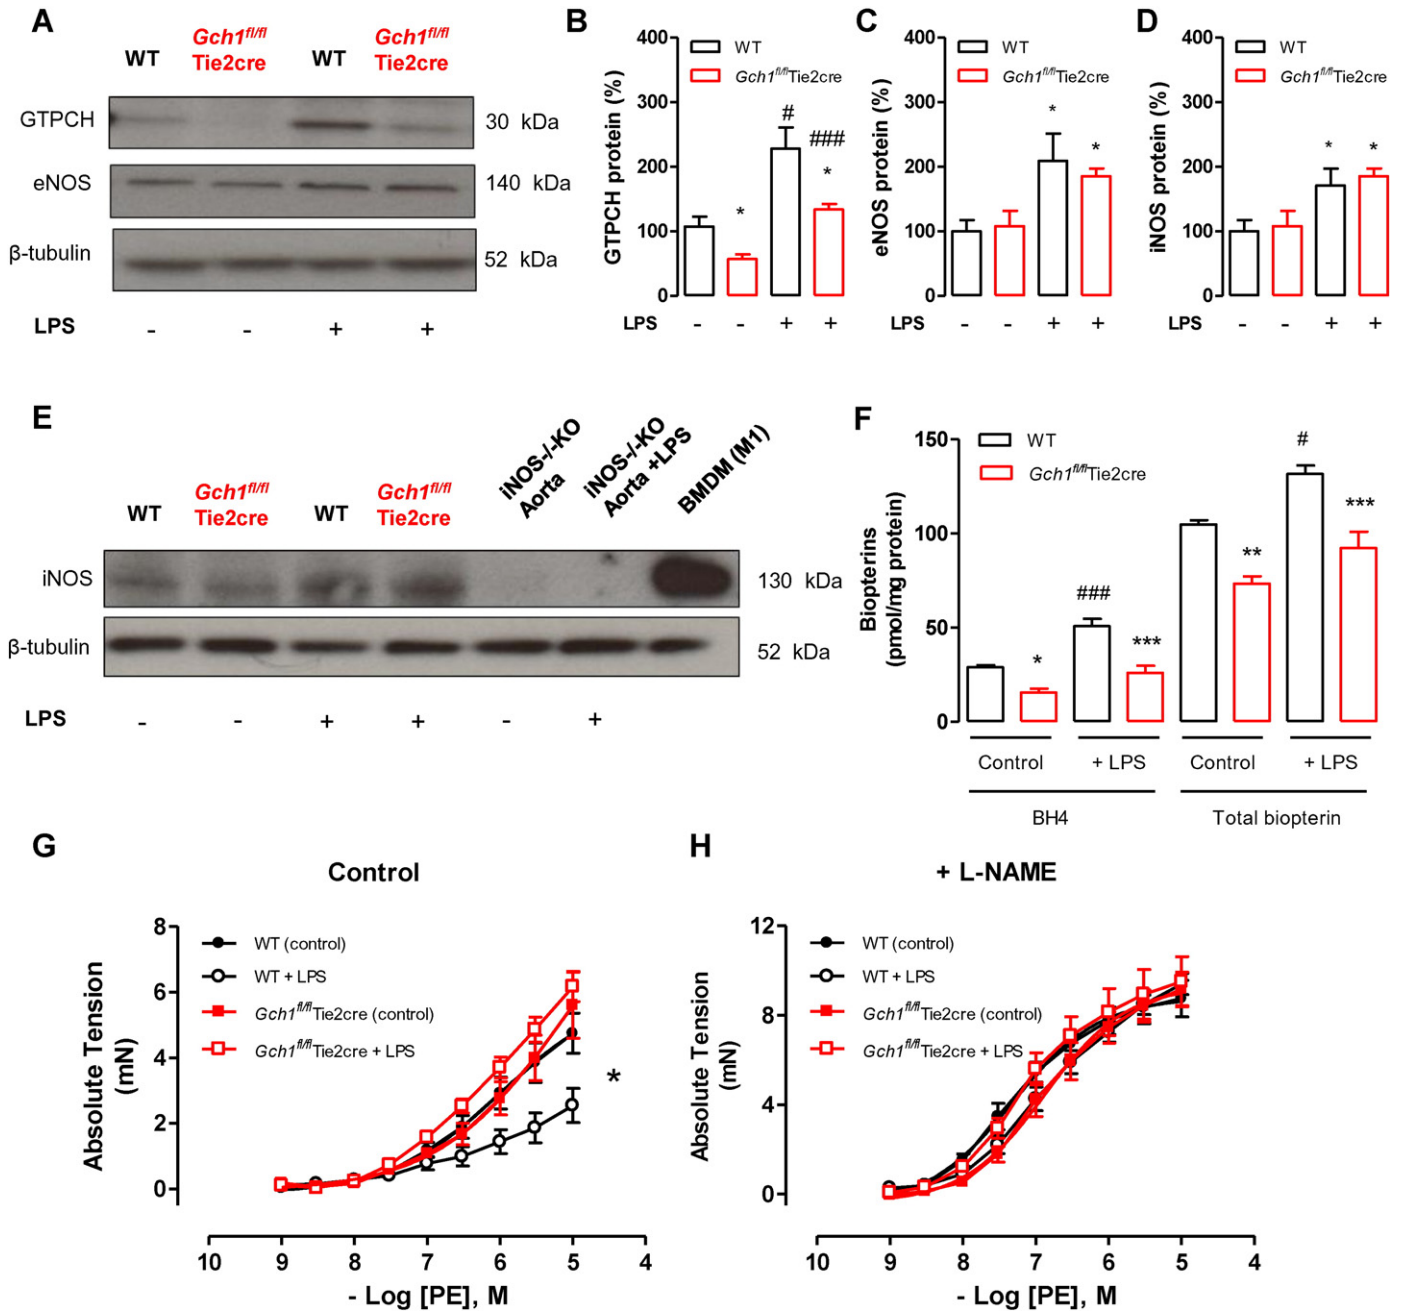 A
WT
Gch1fl/fl
Tie2cre
WT
Gch1fl/fl
Tie2cre
GTPCH
30 kDa
eNOS
140 kDa
β-tubulin
52 kDa
LPS - - + +
B
WT
Gch1fl/flTie2cre
GTPCH protein (%)
400
300
200
100
0
*
#
###
*
LPS - - + +
C
WT
Gch1fl/flTie2cre
eNOS protein (%)
400
300
200
100
0
*
*
LPS - - + +
D
WT
Gch1fl/flTie2cre
iNOS protein (%)
400
300
200
100
0
*
*
LPS - - + +
E
WT
Gch1fl/fl
Tie2cre
WT
Gch1fl/fl
Tie2cre
iNOS-/-KO
Aorta
iNOS-/-KO
Aorta +LPS
BMDM (M1)
iNOS
130 kDa
β-tubulin
52 kDa
LPS - - + + - +
F
WT
Gch1fl/flTie2cre
Biopterins
(pmol/mg protein)
150
100
50
0
*
###
***
**
#
***
Control + LPS Control + LPS
BH4 Total biopterin
G
Control
WT (control)
WT + LPS
Gch1fl/flTie2cre (control)
Gch1fl/flTie2cre + LPS
Absolute Tension
(mN)
8
6
4
2
0
*
10 9 8 7 6 5 4
- Log [PE], M
H
+ L-NAME
WT (control)
WT + LPS
Gch1fl/flTie2cre (control)
Gch1fl/flTie2cre + LPS
Absolute Tension
(mN)
12
8
4
0
10 9 8 7 6 5 4
- Log [PE], M